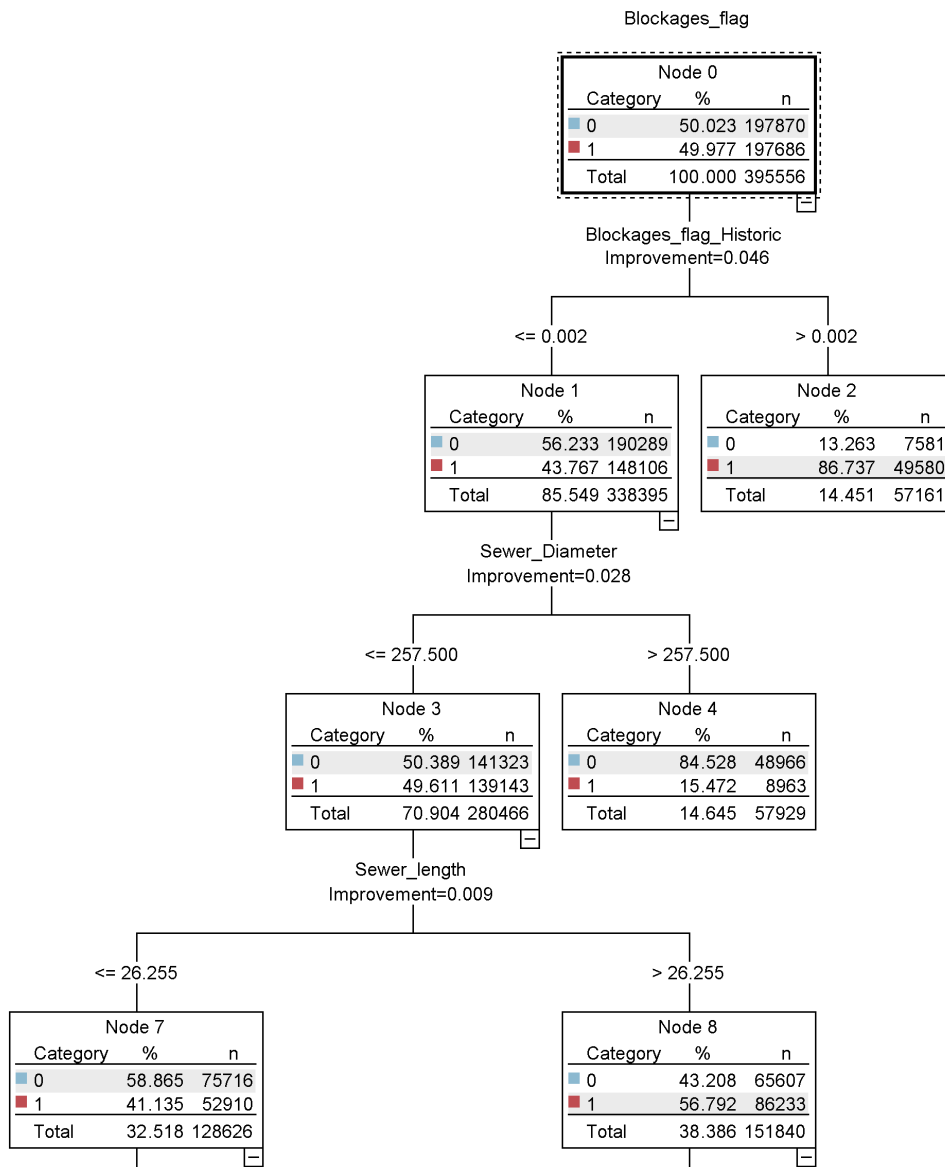 Blockages_flag
Node 0
Category % n
0 50.023 197870
1 49.977 197686
Total 100.000 395556
Blockages_flag_Historic
Improvement=0.046
<= 0.002
> 0.002
Node 1
Category % n
0 56.233 190289
1 43.767 148106
Total 85.549 338395
Node 2
Category % n
0 13.263 7581
1 86.737 49580
Total 14.451 57161
Sewer_Diameter
Improvement=0.028
<= 257.500
> 257.500
Node 3
Category % n
0 50.389 141323
1 49.611 139143
Total 70.904 280466
Node 4
Category % n
0 84.528 48966
1 15.472 8963
Total 14.645 57929
Sewer_length
Improvement=0.009
<= 26.255
> 26.255
Node 7
Category % n
0 58.865 75716
1 41.135 52910
Total 32.518 128626
Node 8
Category % n
0 43.208 65607
1 56.792 86233
Total 38.386 151840